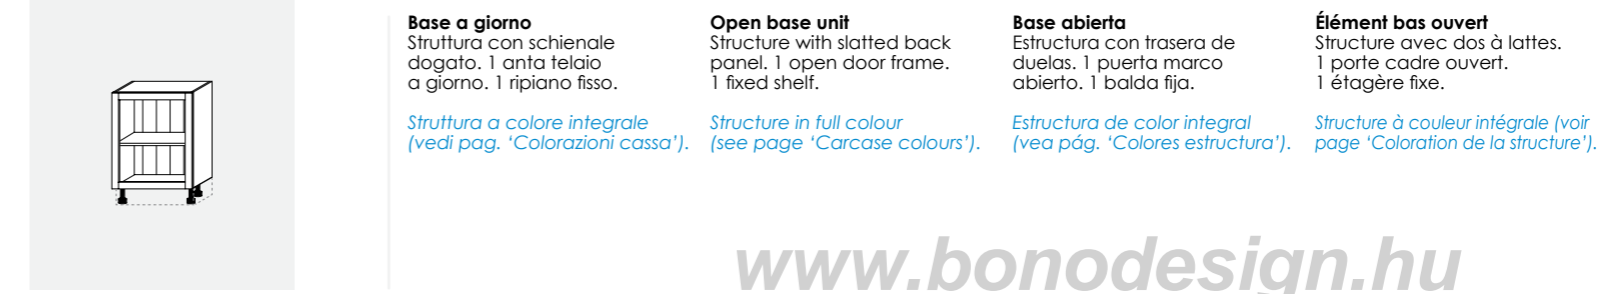 Base a giorno
Struttura con schienale
dogato. 1 anta telaio
a giorno. 1 ripiano fisso.
Struttura a colore integrale
(vedi pag. ‘Colorazioni cassa’).
Open base unit
Structure with slatted back
panel. 1 open door frame.
1 fixed shelf.
Structure in full colour
(see page ‘Carcase colours’).
Base abierta
Estructura con trasera de
duelas. 1 puerta marco
abierto. 1 balda fija.
Estructura de color integral
(vea pág. ‘Colores estructura’).
Élément bas ouvert
Structure avec dos à lattes.
1 porte cadre ouvert.
1 étagère fixe.
Structure à couleur intégrale (voir
page ‘Coloration de la structure’).
www.bonodesign.hu